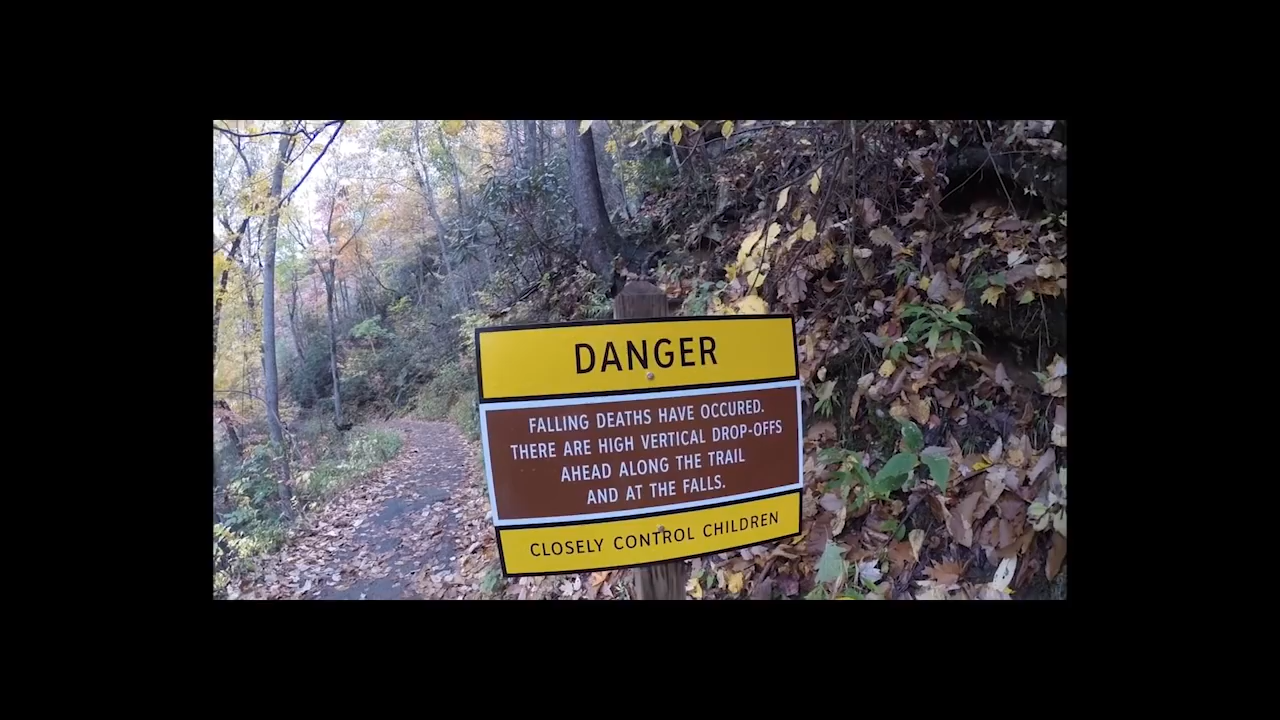 DANGER
FALLING DEATHS HAVE OCCURED.
THERE ARE HIGH VERTICAL DROP-OFFS
AHEAD ALONG THE TRAIL
AND AT THE FALLS.
CLOSELY CONTROL CHILDREN